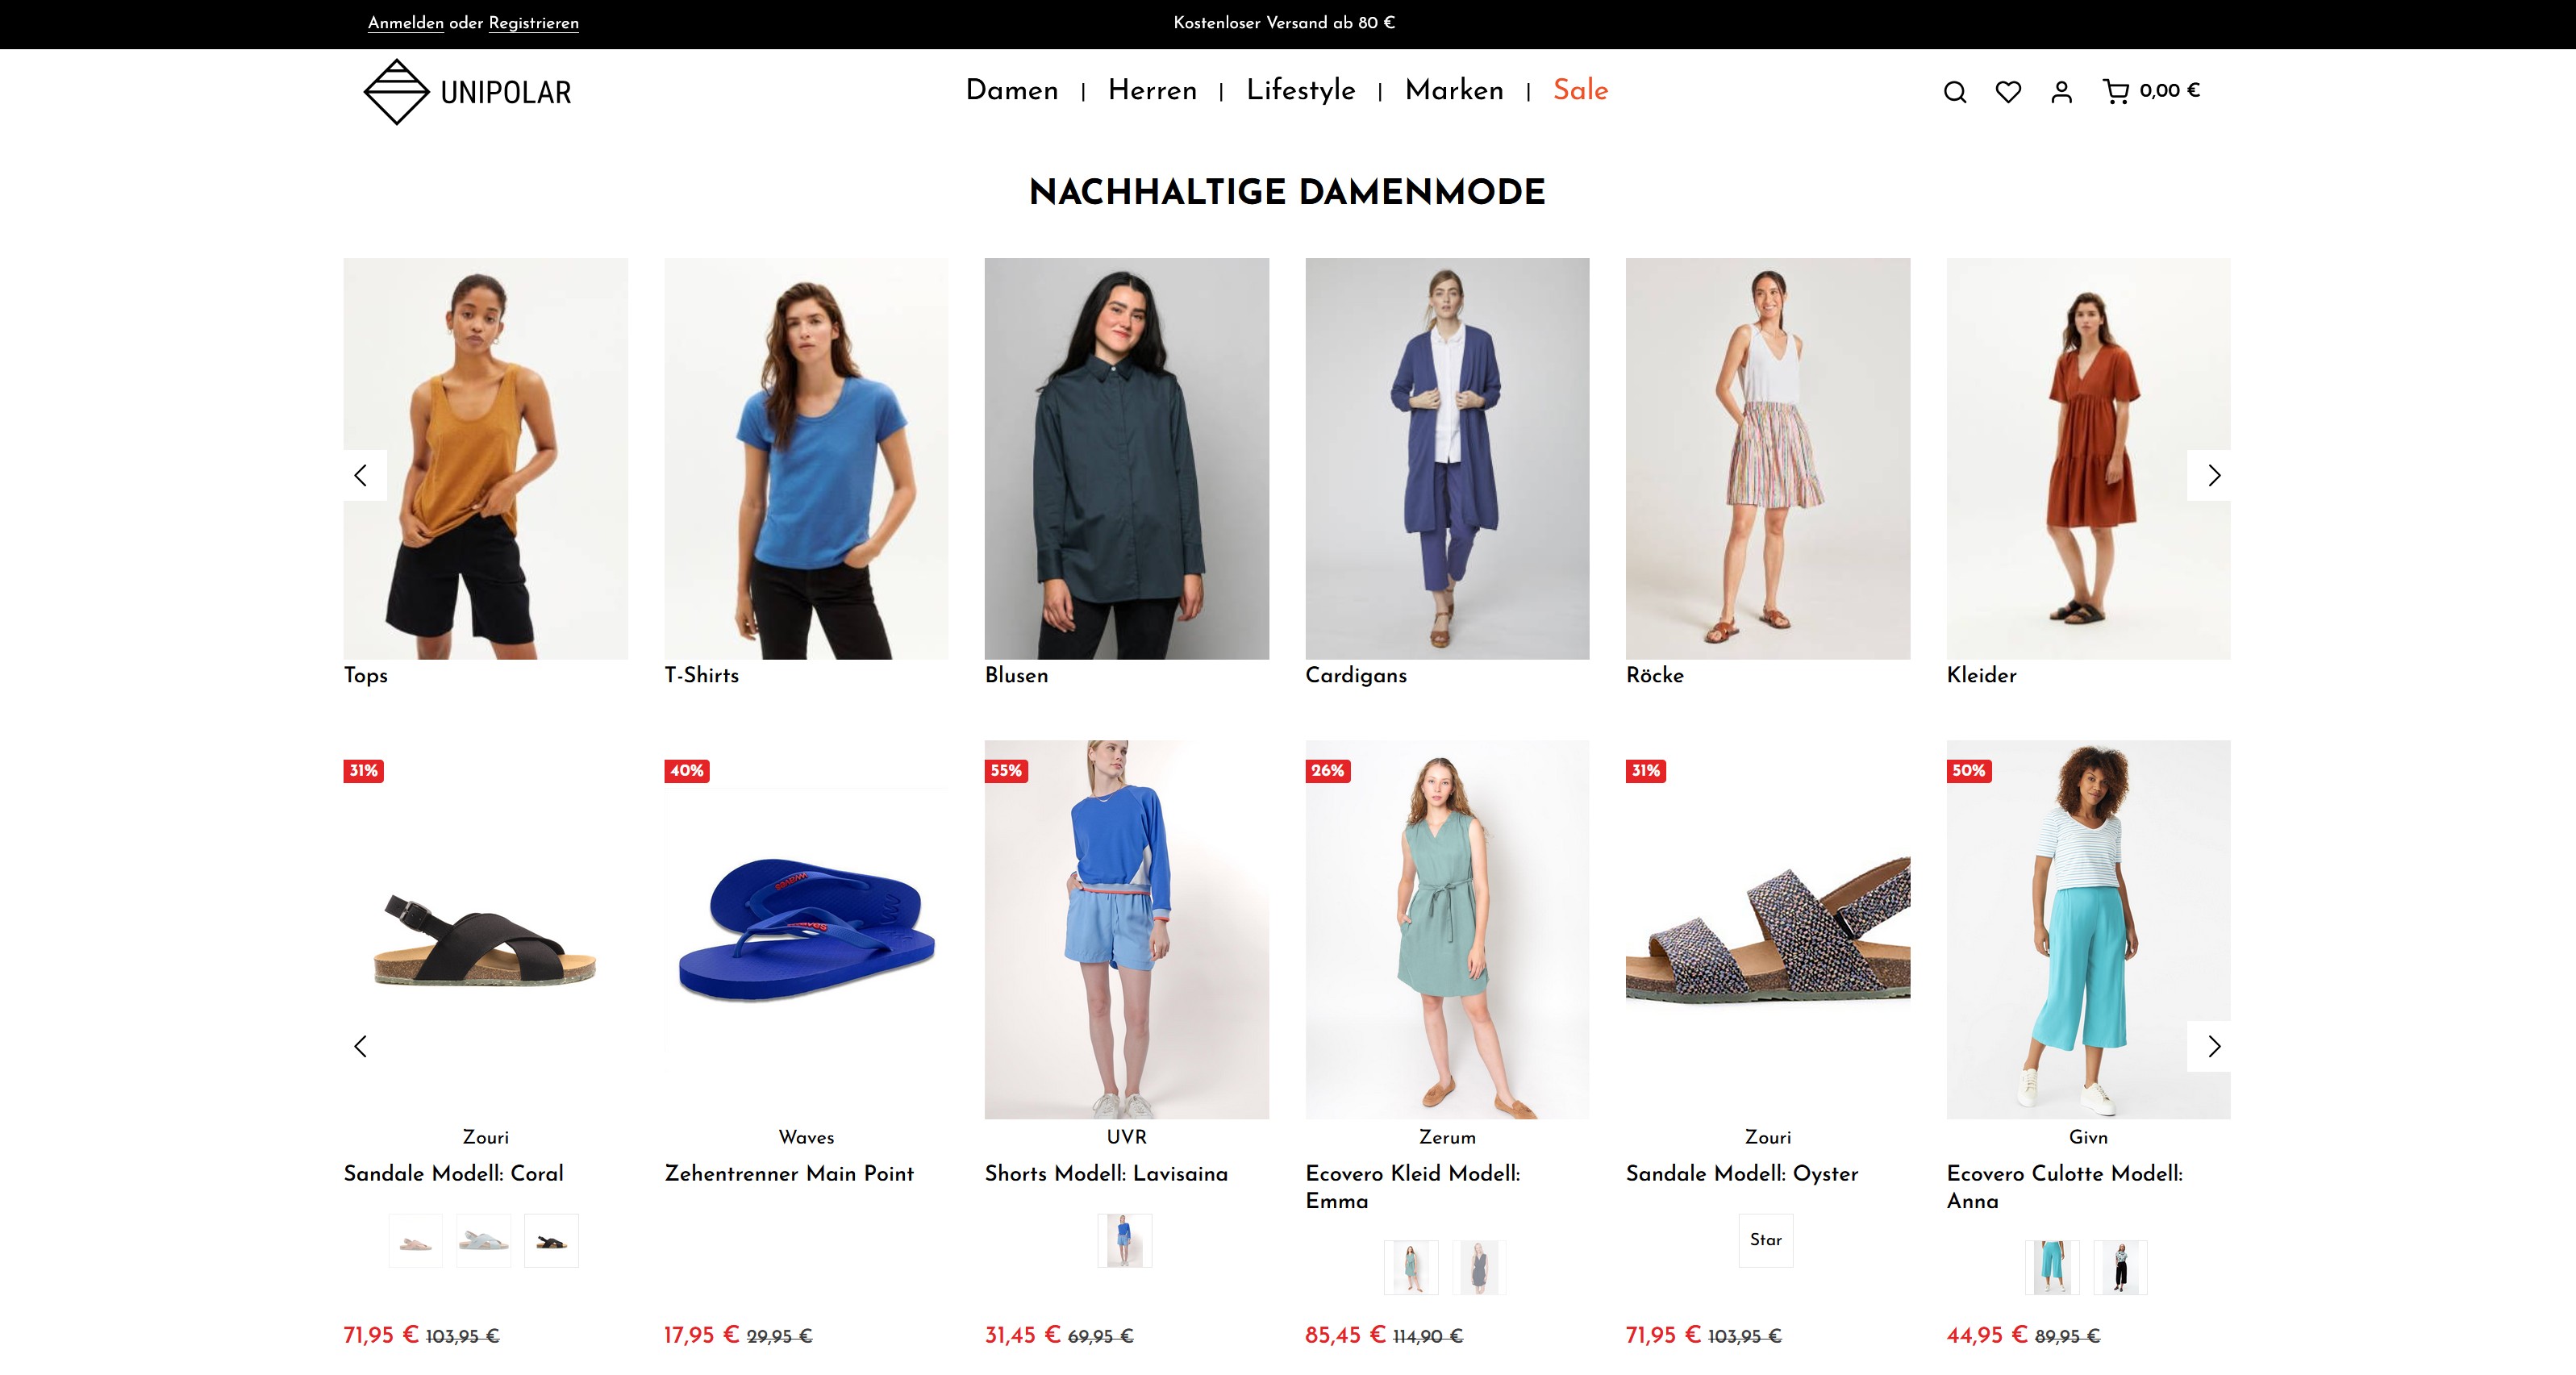 Anmelden oder Registrieren
Kostenloser Versand ab 80 €
UNIPOLAR
Damen | Herren | Lifestyle | Marken | Sale
0,00 €
NACHHALTIGE DAMENMODE
Tops
T-Shirts
Blusen
Cardigans
Röcke
Kleider
31%
40%
55%
26%
31%
50%
waves
waves
Zouri
Sandale Modell: Coral
71,95 € 103,95 €
Waves
Zehentrenner Main Point
17,95 € 29,95 €
UVR
Shorts Modell: Lavisaina
31,45 € 69,95 €
Zerum
Ecovero Kleid Modell:
Emma
85,45 € 114,90 €
Zouri
Sandale Modell: Oyster
Star
71,95 € 103,95 €
Givn
Ecovero Culotte Modell:
Anna
44,95 € 89,95 €